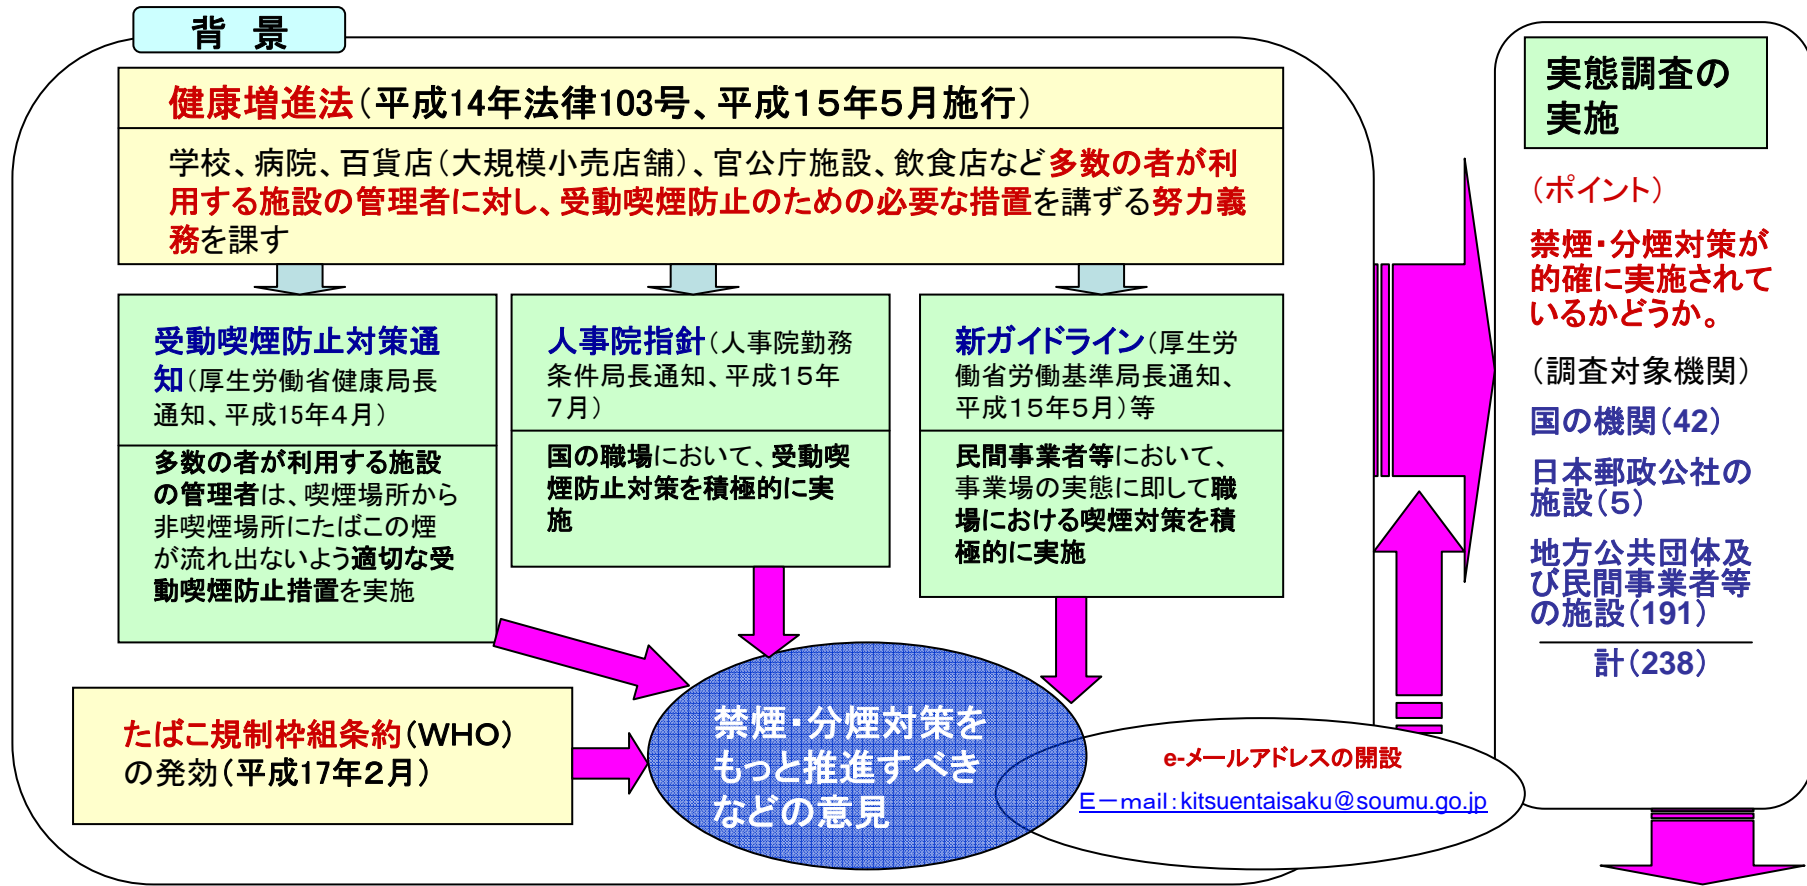 背 景
健康増進法（平成14年法律103号、平成１５年５月施行）
学校、病院、百貨店（大規模小売店舗）、官公庁施設、飲食店など多数の者が利
用する施設の管理者に対し、受動喫煙防止のための必要な措置を講ずる努力義
務を課す
受動喫煙防止対策通
知（厚生労働省健康局長
通知、平成15年４月）
多数の者が利用する施設
の管理者は、喫煙場所から
非喫煙場所にたばこの煙
が流れ出ないよう適切な受
動喫煙防止措置を実施
人事院指針（人事院勤務
条件局長通知、平成１５年
７月）
国の職場において、受動喫
煙防止対策を積極的に実
施
新ガイドライン（厚生労
働省労働基準局長通知、
平成１５年５月）等
民間事業者等において、
事業場の実態に即して職
場における喫煙対策を積
極的に実施
たばこ規制枠組条約（WHO）
の発効（平成17年２月）
禁煙・分煙対策を
もっと推進すべき
などの意見
e-メールアドレスの開設
E－mail：kitsuentaisaku@soumu.go.jp
実態調査の
実施
（ポイント）
禁煙・分煙対策が
的確に実施されて
いるかどうか。
（調査対象機関）
国の機関（42）
日本郵政公社の
施設（５）
地方公共団体及
び民間事業者等
の施設（191）
計（238）